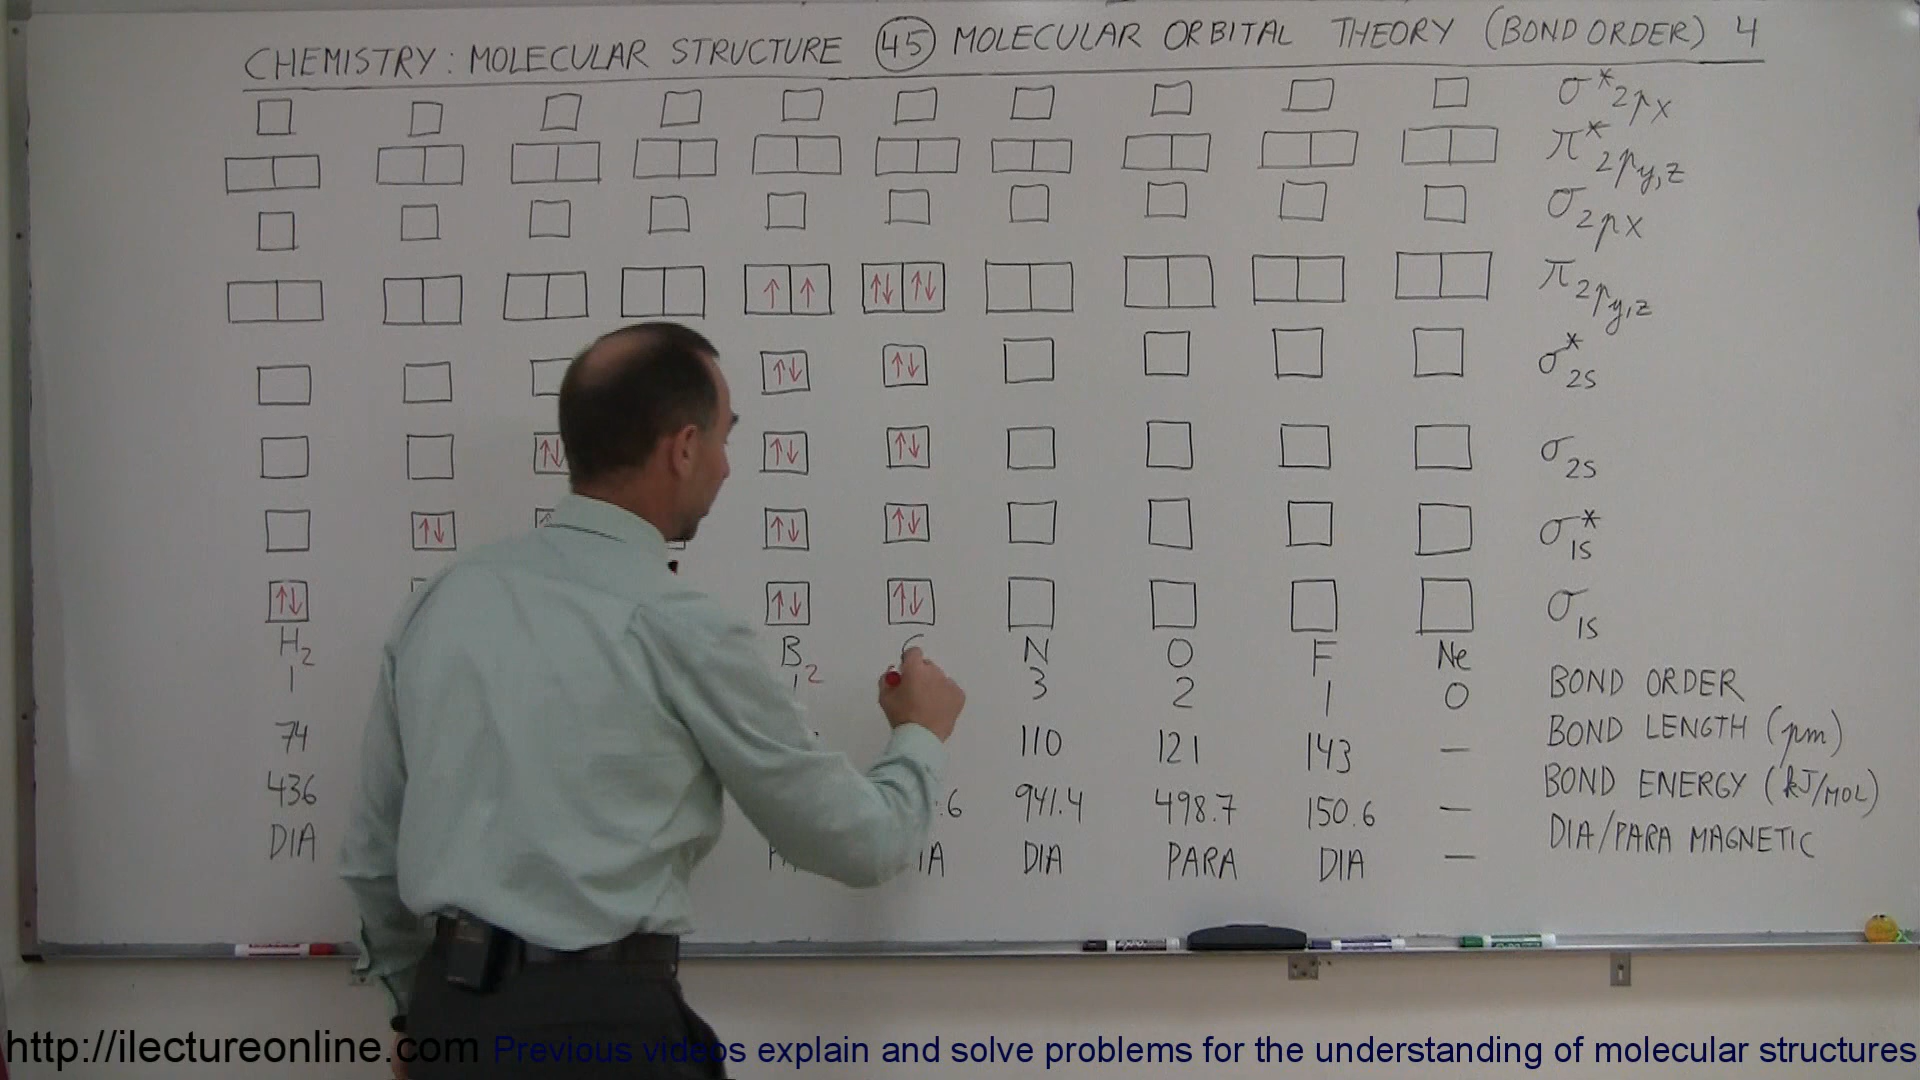 CHEMISTRY: MOLECULAR STRUCTURE 45 MOLECULAR ORBITAL THEORY (BOND ORDER) 4
σ*2px
π*2py,z
σ2px
↑ ↑ ↑↓ ↑↓ π2py,z
↑↓ ↑↓ σ*2s
↑↓ ↑↓ ↑↓ σ2s
↑↓ ↑↓ ↑↓ σ*1s
↑↓ ↑↓ ↑↓ σ1s
H2 B2 N O F Ne
1 3 2 1 0 BOND ORDER
74 110 121 143 — BOND LENGTH (pm)
436 941.4 498.7 150.6 — BOND ENERGY (kJ/MOL)
DIA DIA PARA DIA — DIA/PARA MAGNETIC
http://ilectureonline.com Previous videos explain and solve problems for the understanding of molecular structures